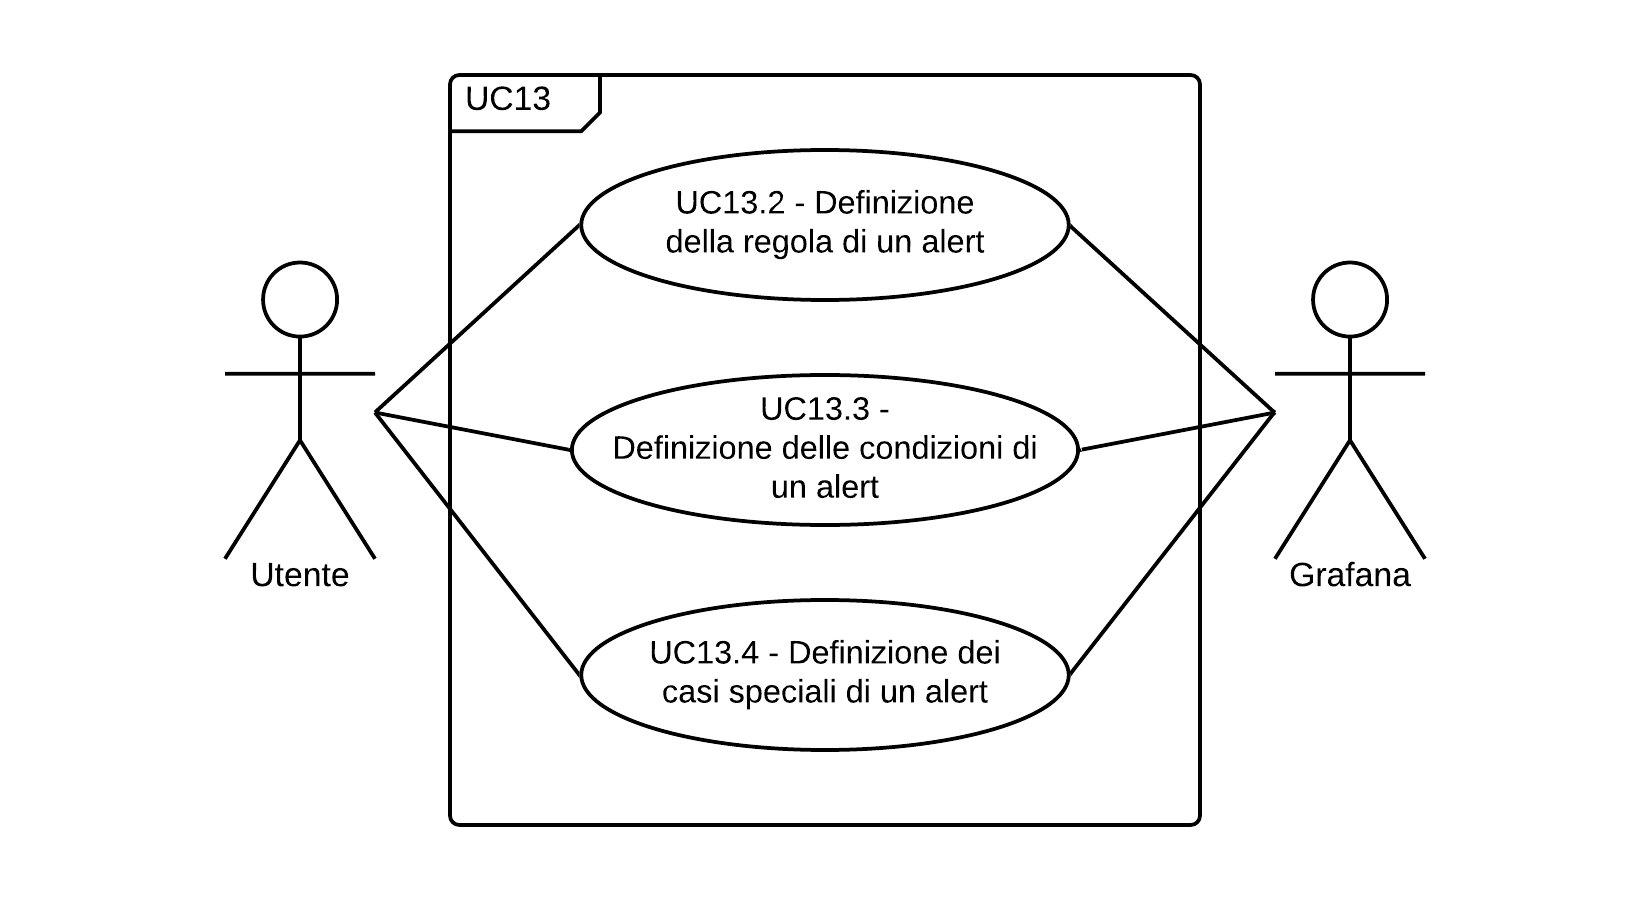 UC13
UC13.2 - Definizione
della regola di un alert
UC13.3 -
Definizione delle condizioni di
un alert
Utente
Grafana
UC13.4 - Definizione dei
casi speciali di un alert